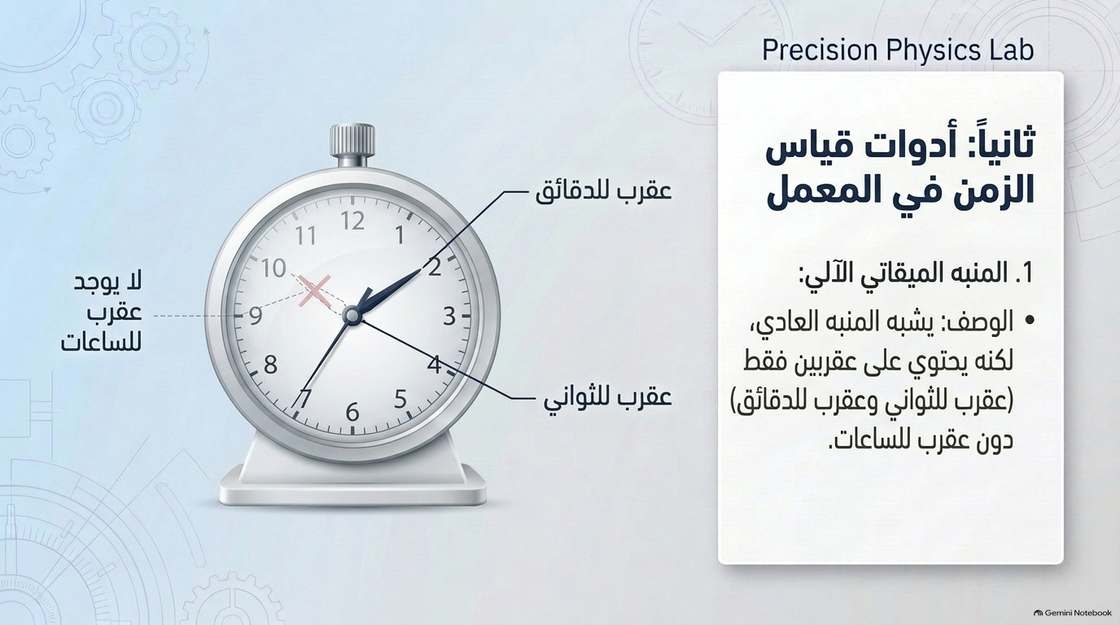 Precision Physics Lab
ثانياً: أدوات قياس
الزمن في المعمل
1. المنبه الميقاتي الآلي:
• الوصف: يشبه المنبه العادي،
لكنه يحتوي على عقربين فقط
(عقرب للثواني وعقرب للدقائق)
دون عقرب للساعات.
عقرب للدقائق
عقرب للثواني
لا يوجد
عقرب
للساعات
12
1
2
3
4
5
6
7
8
9
10
11
Gemini Notebook